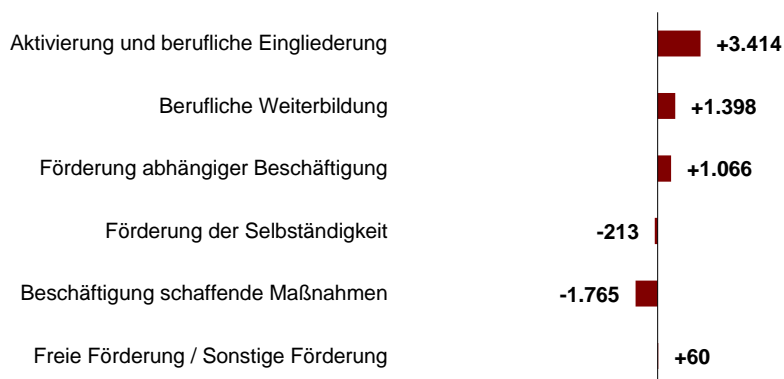 Aktivierung und berufliche Eingliederung +3.414
Berufliche Weiterbildung +1.398
Förderung abhängiger Beschäftigung +1.066
Förderung der Selbständigkeit -213
Beschäftigung schaffende Maßnahmen -1.765
Freie Förderung / Sonstige Förderung +60